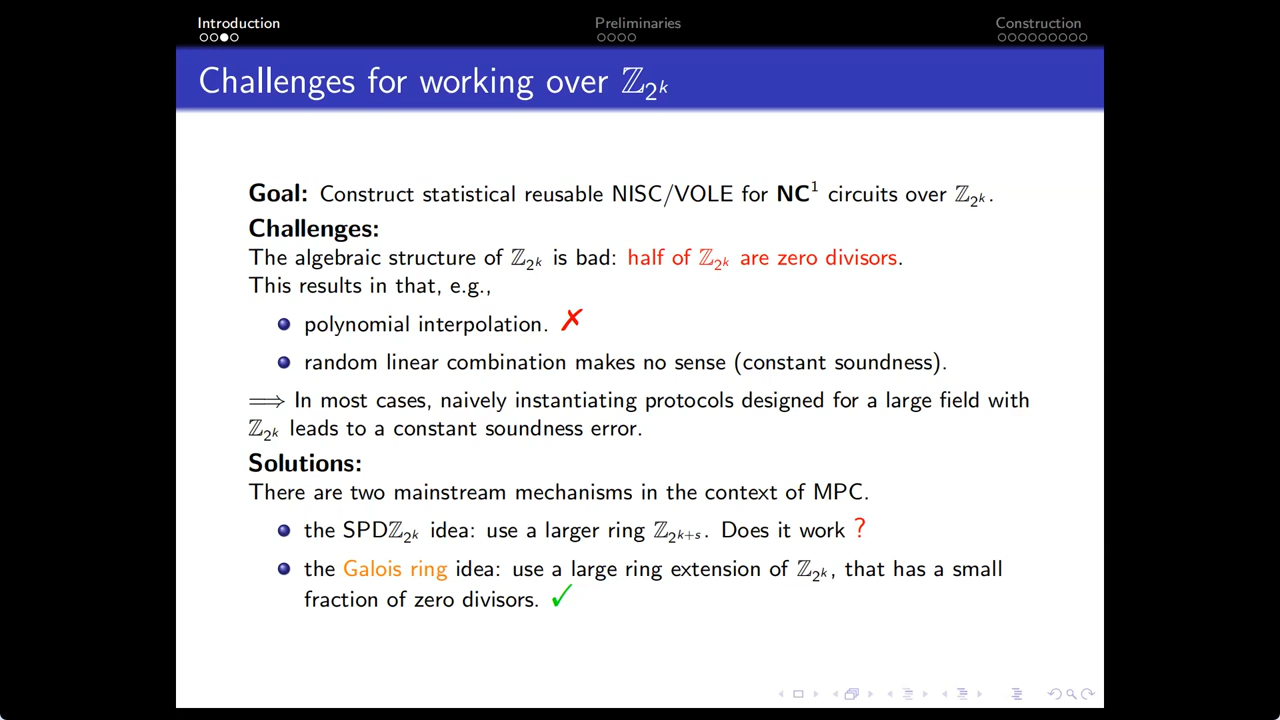 Introduction
Preliminaries
Construction
Challenges for working over ℤ_{2^k}
Goal: Construct statistical reusable NISC/VOLE for NC^1 circuits over ℤ_{2^k}.
Challenges:
The algebraic structure of ℤ_{2^k} is bad: half of ℤ_{2^k} are zero divisors.
This results in that, e.g.,
polynomial interpolation. ✗
random linear combination makes no sense (constant soundness).
⟹ In most cases, naively instantiating protocols designed for a large field with
ℤ_{2^k} leads to a constant soundness error.
Solutions:
There are two mainstream mechanisms in the context of MPC.
the SPDℤ_{2^k} idea: use a larger ring ℤ_{2^{k+s}}. Does it work ?
the Galois ring idea: use a large ring extension of ℤ_{2^k}, that has a small
fraction of zero divisors. ✓